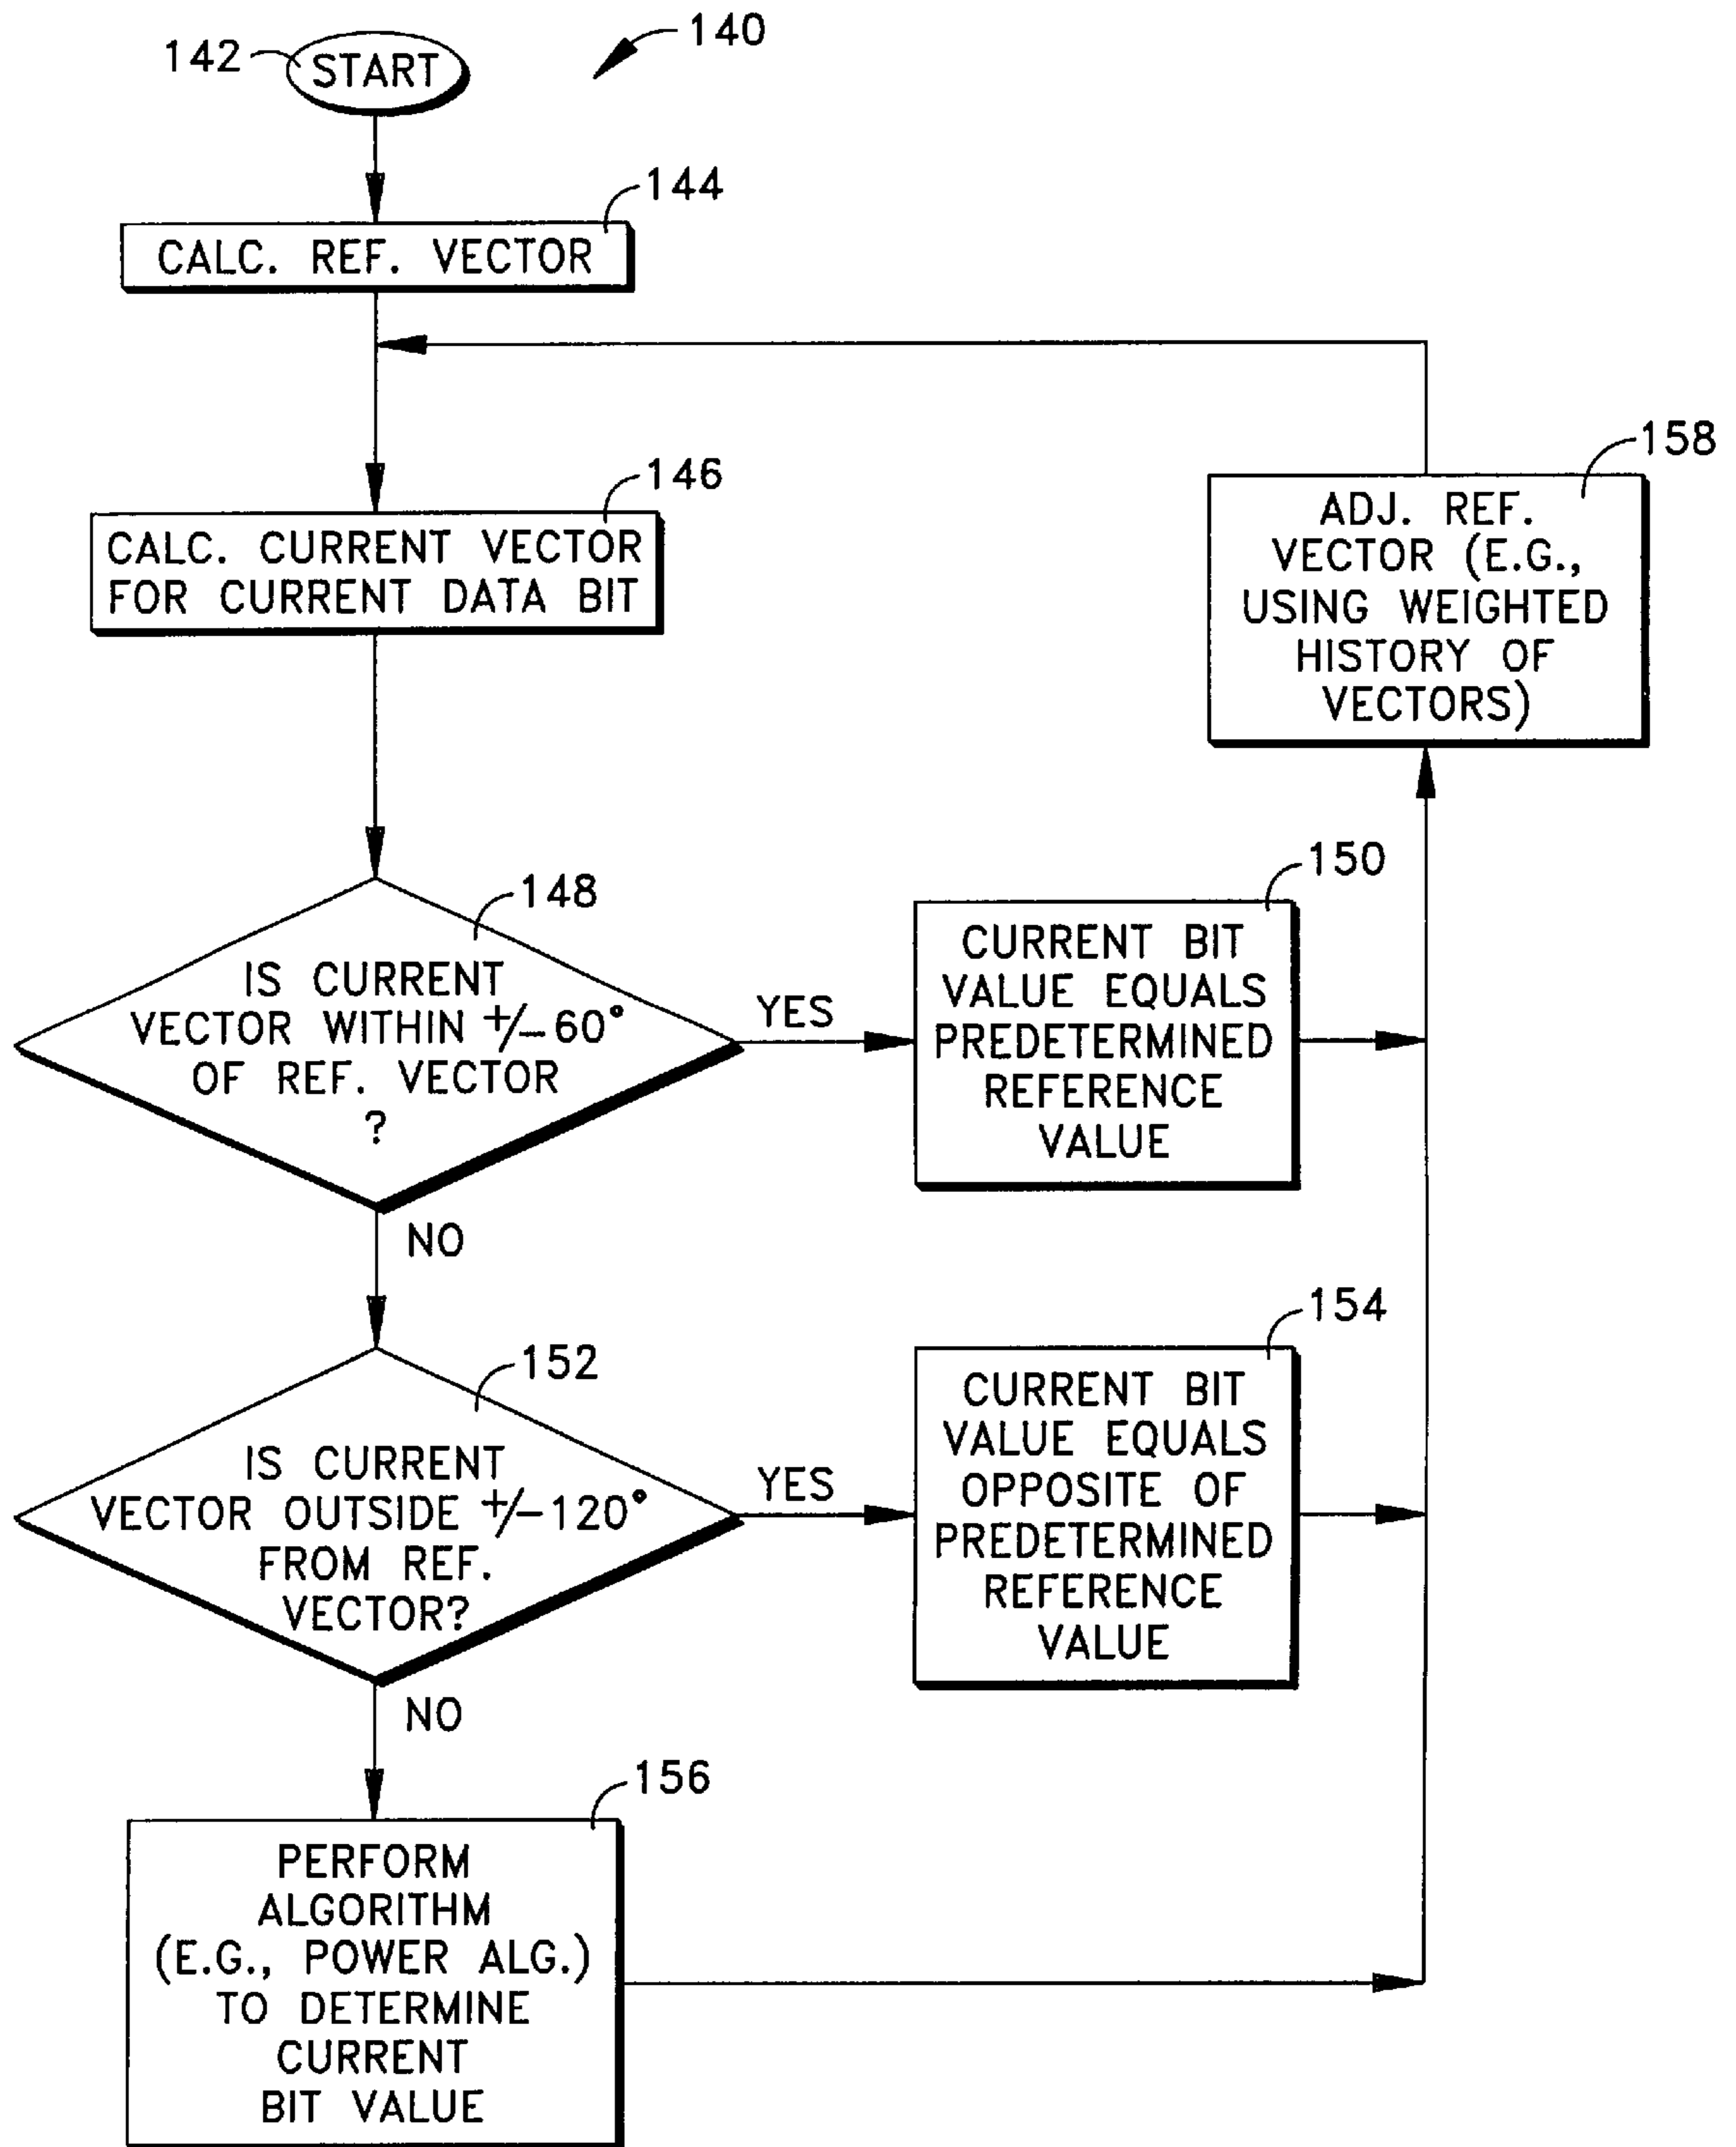 140
142
START
144
CALC. REF. VECTOR
146
CALC. CURRENT VECTOR
FOR CURRENT DATA BIT
158
ADJ. REF.
VECTOR (E.G.,
USING WEIGHTED
HISTORY OF
VECTORS)
148
IS CURRENT
VECTOR WITHIN +/-60°
OF REF. VECTOR
?
YES
NO
150
CURRENT BIT
VALUE EQUALS
PREDETERMINED
REFERENCE
VALUE
152
IS CURRENT
VECTOR OUTSIDE +/-120°
FROM REF.
VECTOR?
YES
NO
154
CURRENT BIT
VALUE EQUALS
OPPOSITE OF
PREDETERMINED
REFERENCE
VALUE
156
PERFORM
ALGORITHM
(E.G., POWER ALG.)
TO DETERMINE
CURRENT
BIT VALUE